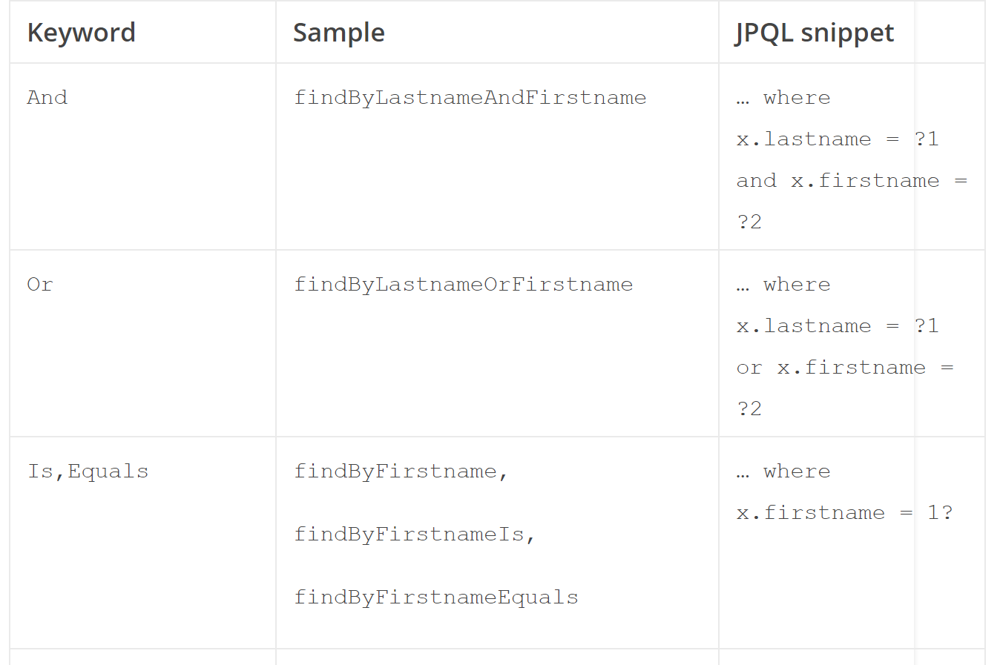 Keyword
Sample
JPQL snippet
And
findByLastnameAndFirstname
… where
x.lastname = ?1
and x.firstname =
?2
Or
findByLastnameOrFirstname
… where
x.lastname = ?1
or x.firstname =
?2
Is,Equals
findByFirstname,
findByFirstnameIs,
findByFirstnameEquals
… where
x.firstname = 1?